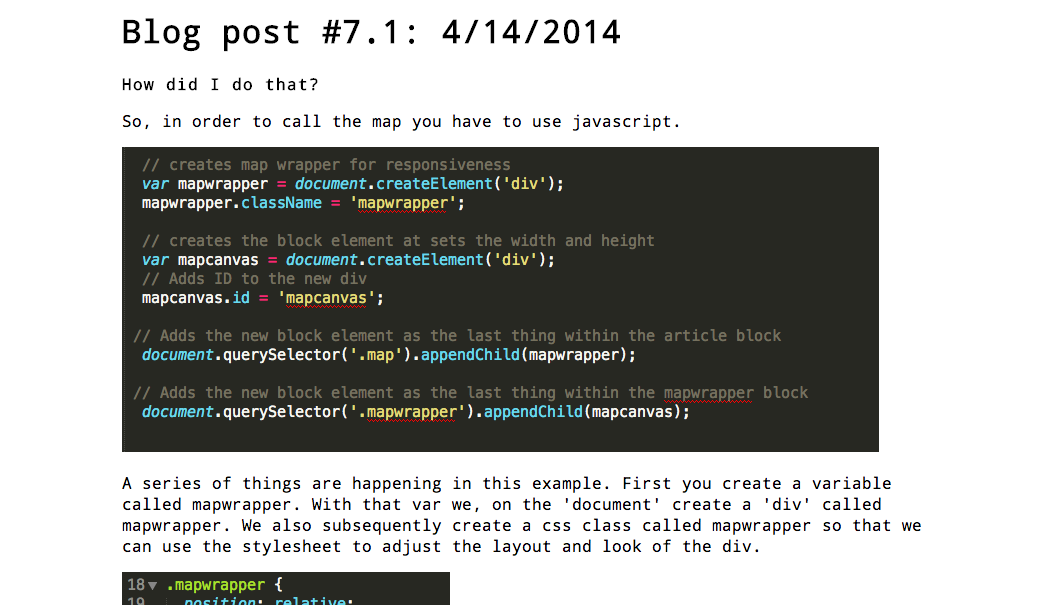 Blog post #7.1: 4/14/2014
How did I do that?
So, in order to call the map you have to use javascript.
// creates map wrapper for responsiveness
var mapwrapper = document.createElement('div');
mapwrapper.className = 'mapwrapper';
// creates the block element at sets the width and height
var mapcanvas = document.createElement('div');
// Adds ID to the new div
mapcanvas.id = 'mapcanvas';
// Adds the new block element as the last thing within the article block
document.querySelector('.map').appendChild(mapwrapper);
// Adds the new block element as the last thing within the mapwrapper block
document.querySelector('.mapwrapper').appendChild(mapcanvas);
A series of things are happening in this example. First you create a variable
called mapwrapper. With that var we, on the 'document' create a 'div' called
mapwrapper. We also subsequently create a css class called mapwrapper so that we
can use the stylesheet to adjust the layout and look of the div.
18 .mapwrapper {
19 position: relative;